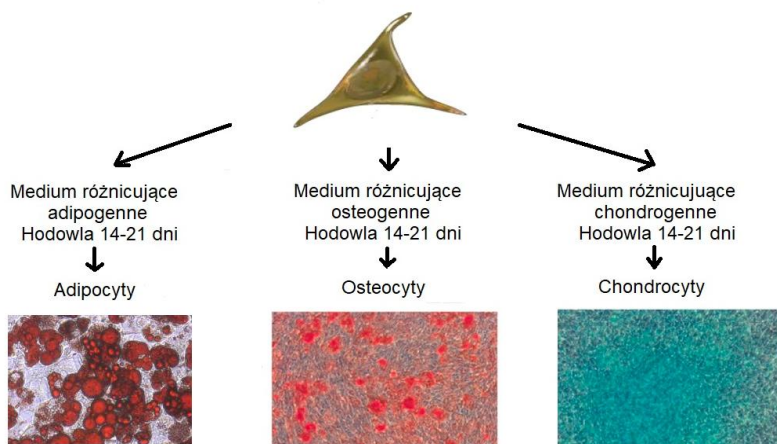 Medium różnicujące
adipogenne
Hodowla 14-21 dni
Adipocyty
Medium różnicujące
osteogenne
Hodowla 14-21 dni
Osteocyty
Medium różnicujuące
chondrogenne
Hodowla 14-21 dni
Chondrocyty